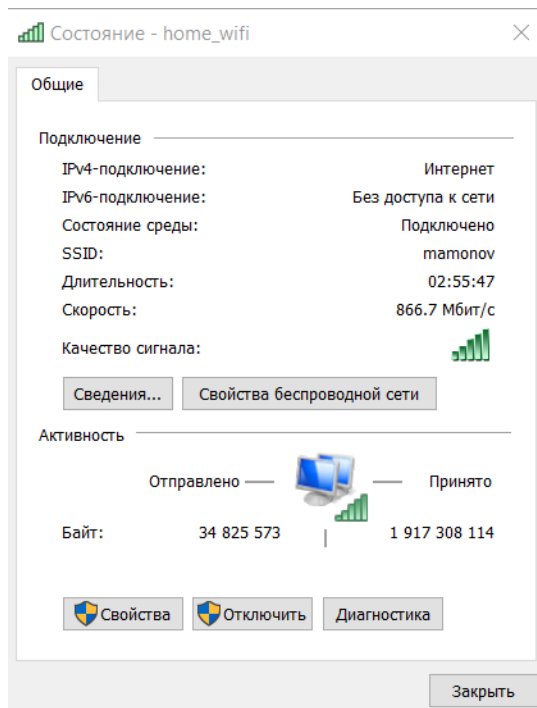 Состояние - home_wifi
Общие
Подключение
IPv4-подключение: Интернет
IPv6-подключение: Без доступа к сети
Состояние среды: Подключено
SSID: mamonov
Длительность: 02:55:47
Скорость: 866.7 Мбит/с
Качество сигнала:
Сведения... Свойства беспроводной сети
Активность
Отправлено Принято
Байт: 34 825 573 1 917 308 114
Свойства Отключить Диагностика
Закрыть